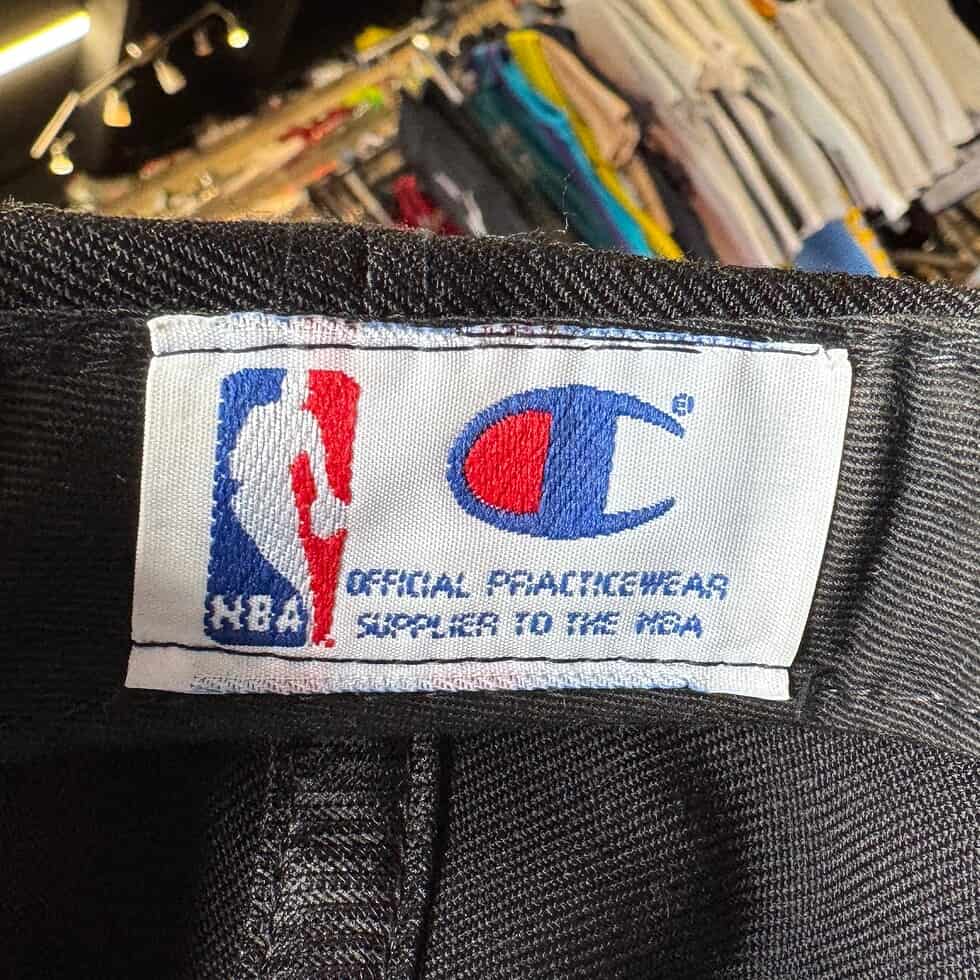 NBA
®
OFFICIAL PRACTICEWEAR
SUPPLIER TO THE NBA